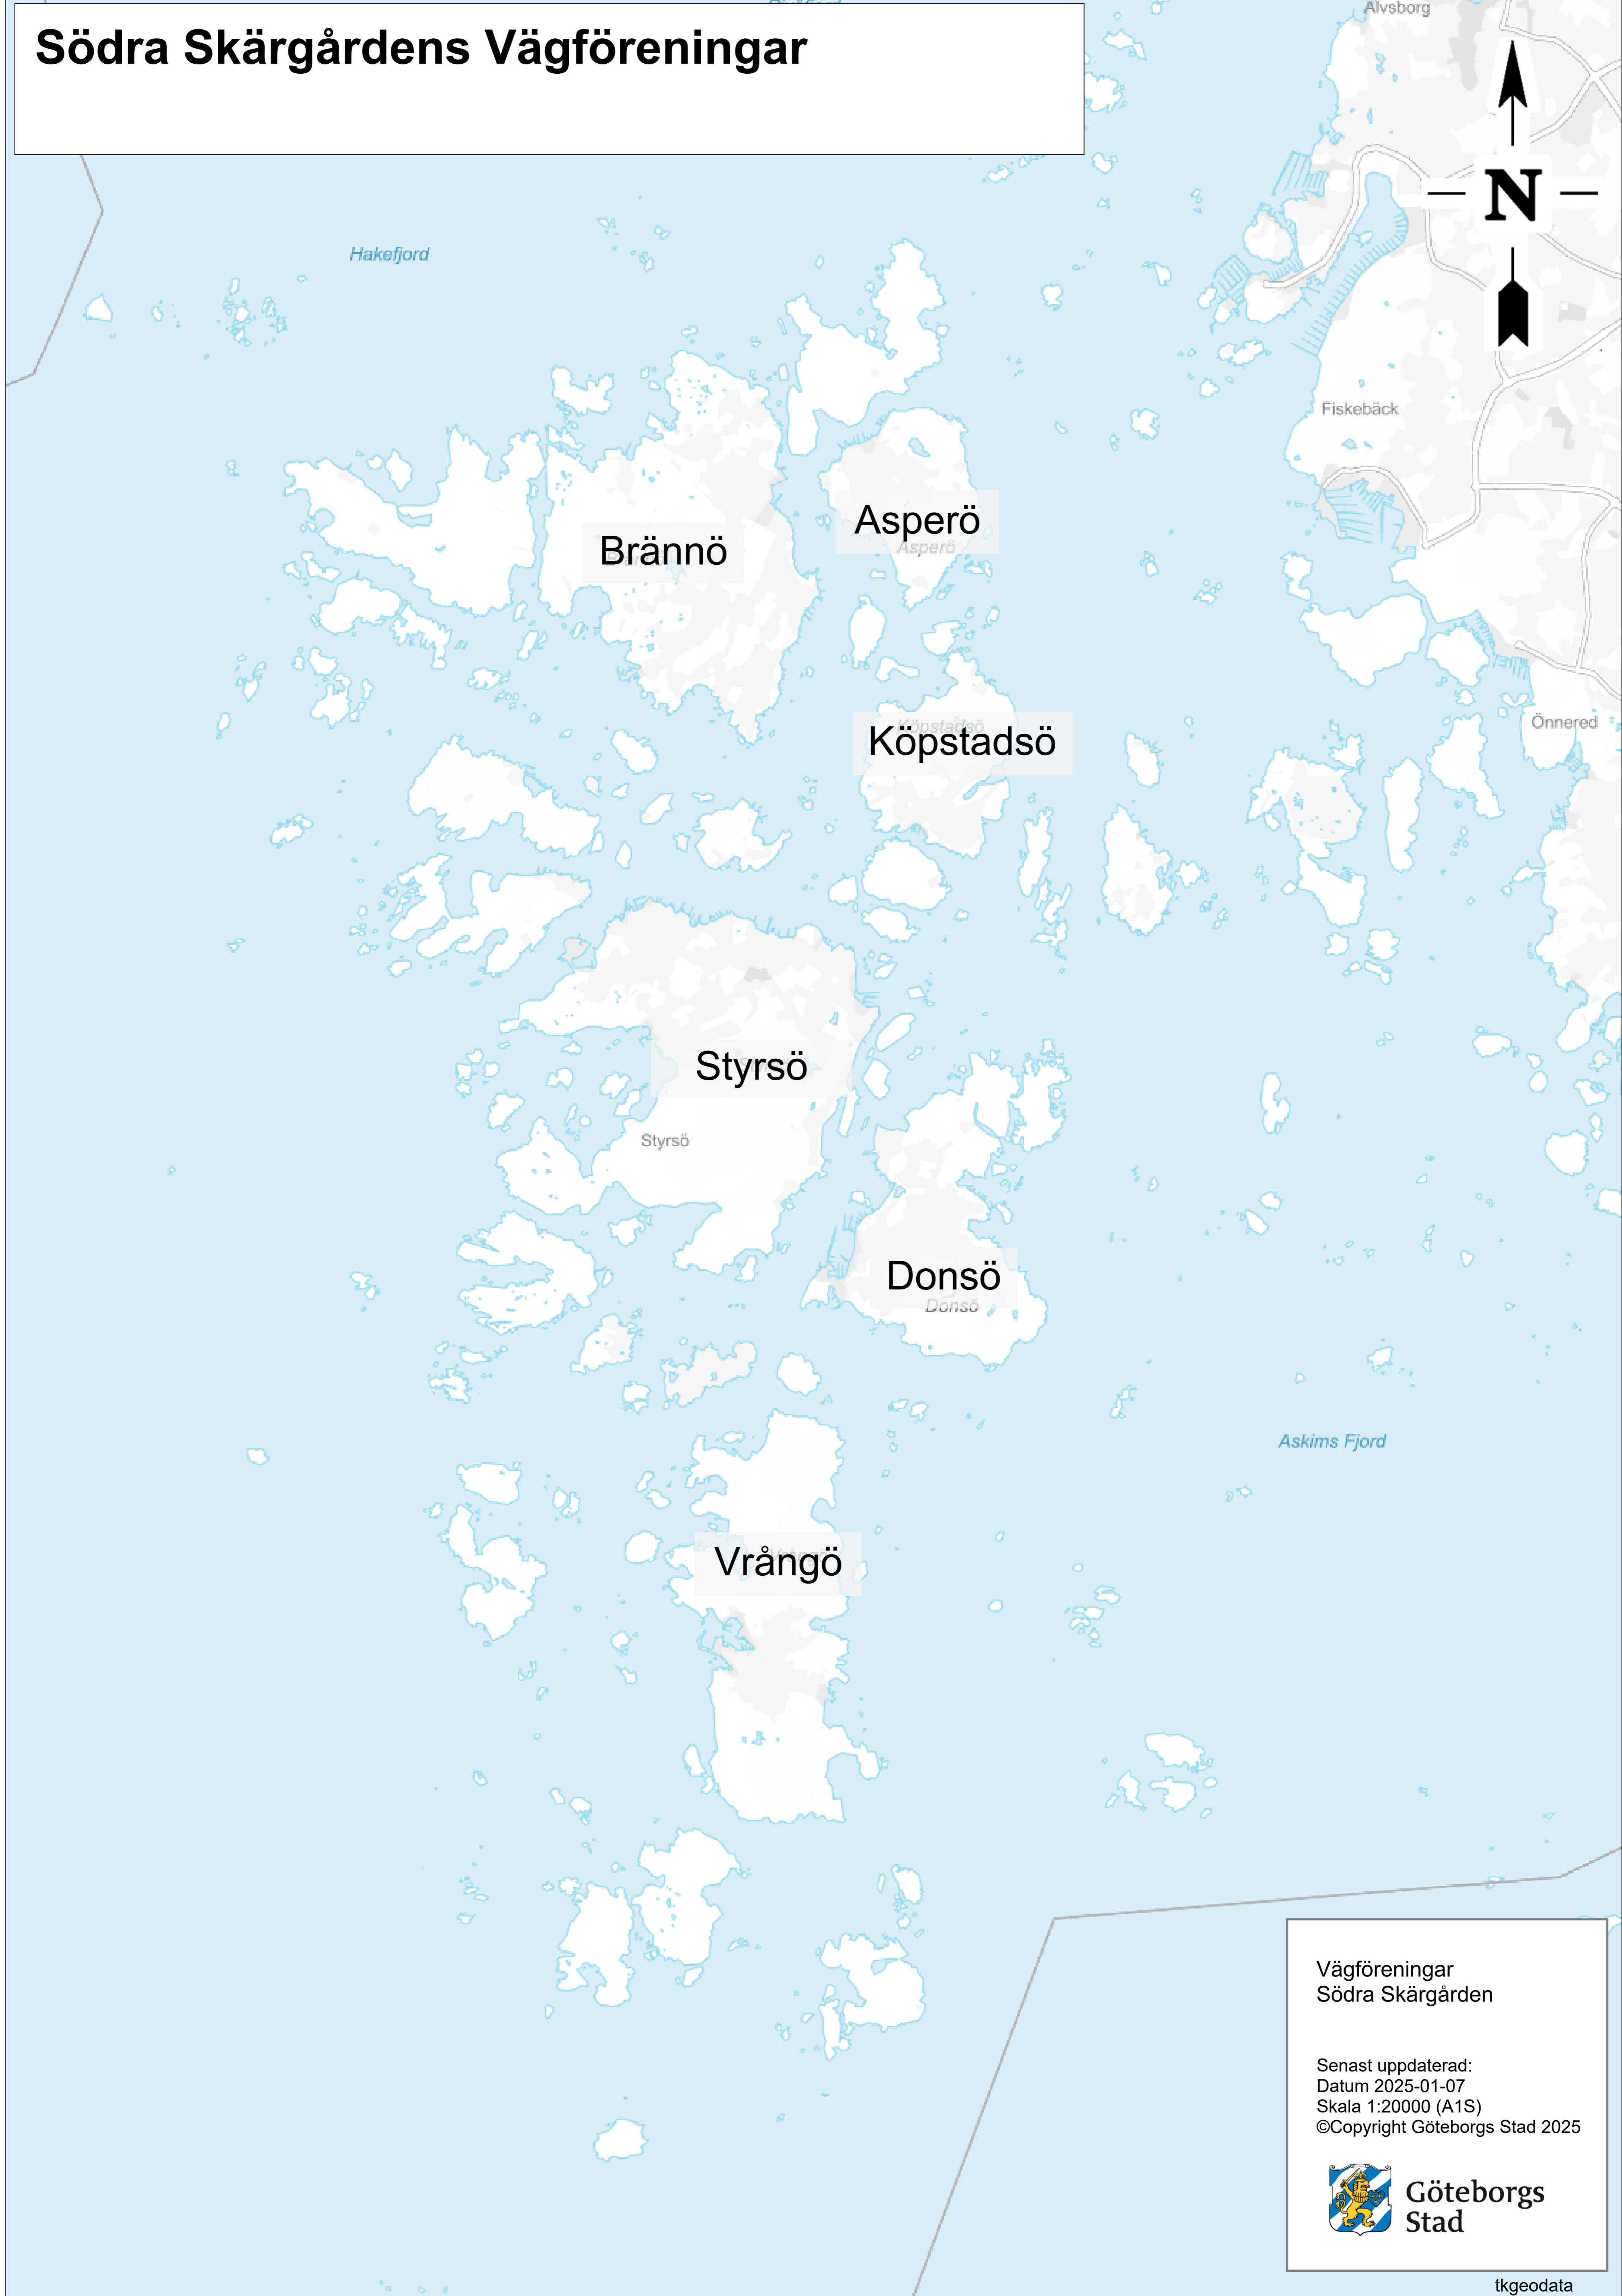 Södra Skärgårdens Vägföreningar
Älvsborg
N
Hakefjord
Fiskebäck
Asperö
Asperö
Brännö
Köpstadsö
Köpstadsö
Önnered
Styrsö
Styrsö
Donsö
Donsö
Askims Fjord
Vrångö
Vägföreningar
Södra Skärgården
Senast uppdaterad:
Datum 2025-01-07
Skala 1:20000 (A1S)
©Copyright Göteborgs Stad 2025
Göteborgs
Stad
tkgeodata